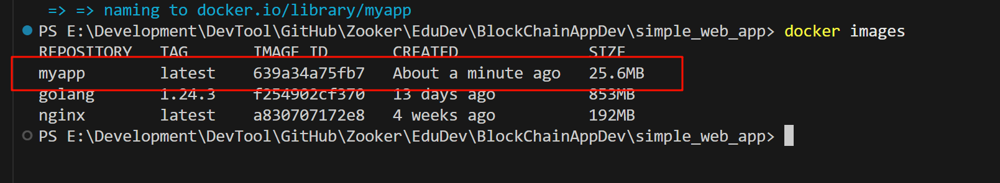 => => naming to docker.io/library/myapp
PS E:\Development\DevTool\GitHub\Zooker\EduDev\BlockChainAppDev\simple_web_app> docker images
REPOSITORY TAG IMAGE ID CREATED SIZE
myapp latest 639a34a75fb7 About a minute ago 25.6MB
golang 1.24.3 f254902cf370 13 days ago 853MB
nginx latest a830707172e8 4 weeks ago 192MB
PS E:\Development\DevTool\GitHub\Zooker\EduDev\BlockChainAppDev\simple_web_app>